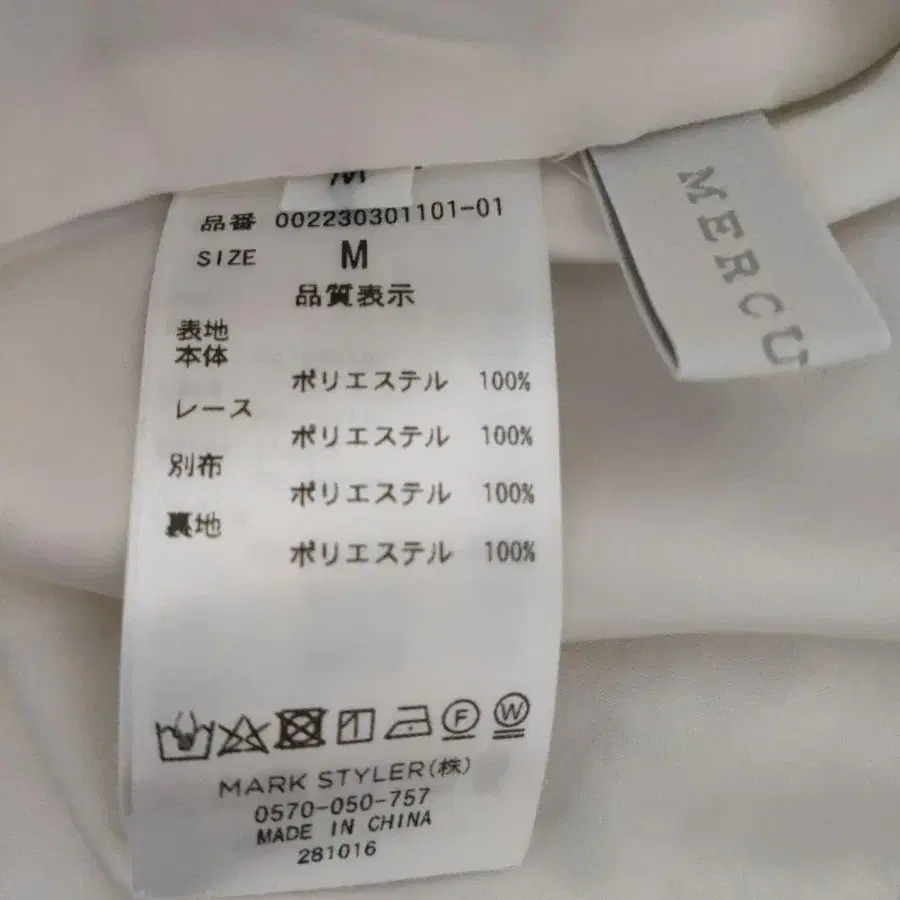 M
品番 002230301101-01
SIZE M
品質表示
表地
本体
ポリエステル 100%
レース
ポリエステル 100%
別布
ポリエステル 100%
裏地
ポリエステル 100%
F W
MARK STYLER(株)
0570-050-757
MADE IN CHINA
281016
MERCU